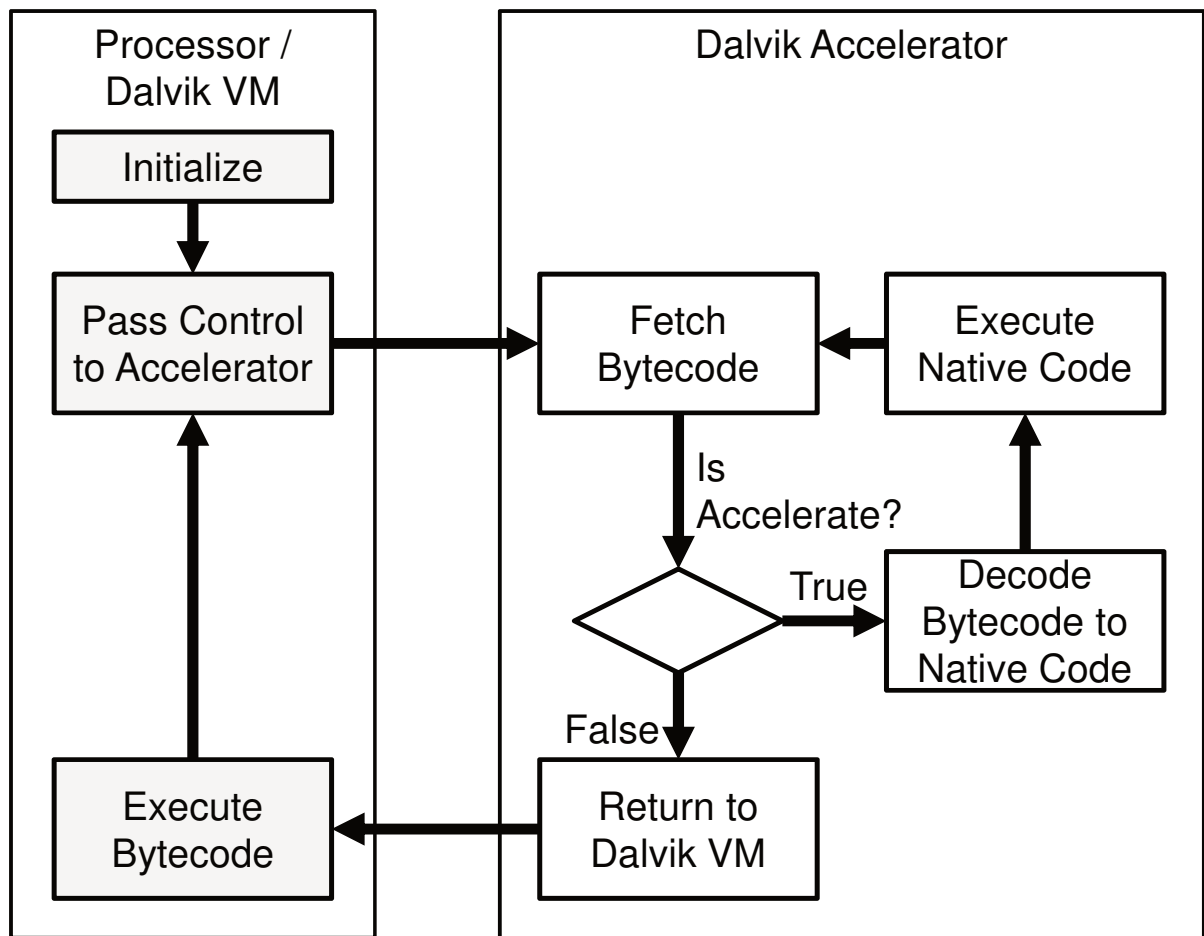 Processor /
Dalvik VM
Initialize
Pass Control
to Accelerator
Execute
Bytecode
Dalvik Accelerator
Fetch
Bytecode
Execute
Native Code
Is
Accelerate?
True
Decode
Bytecode to
Native Code
False
Return to
Dalvik VM